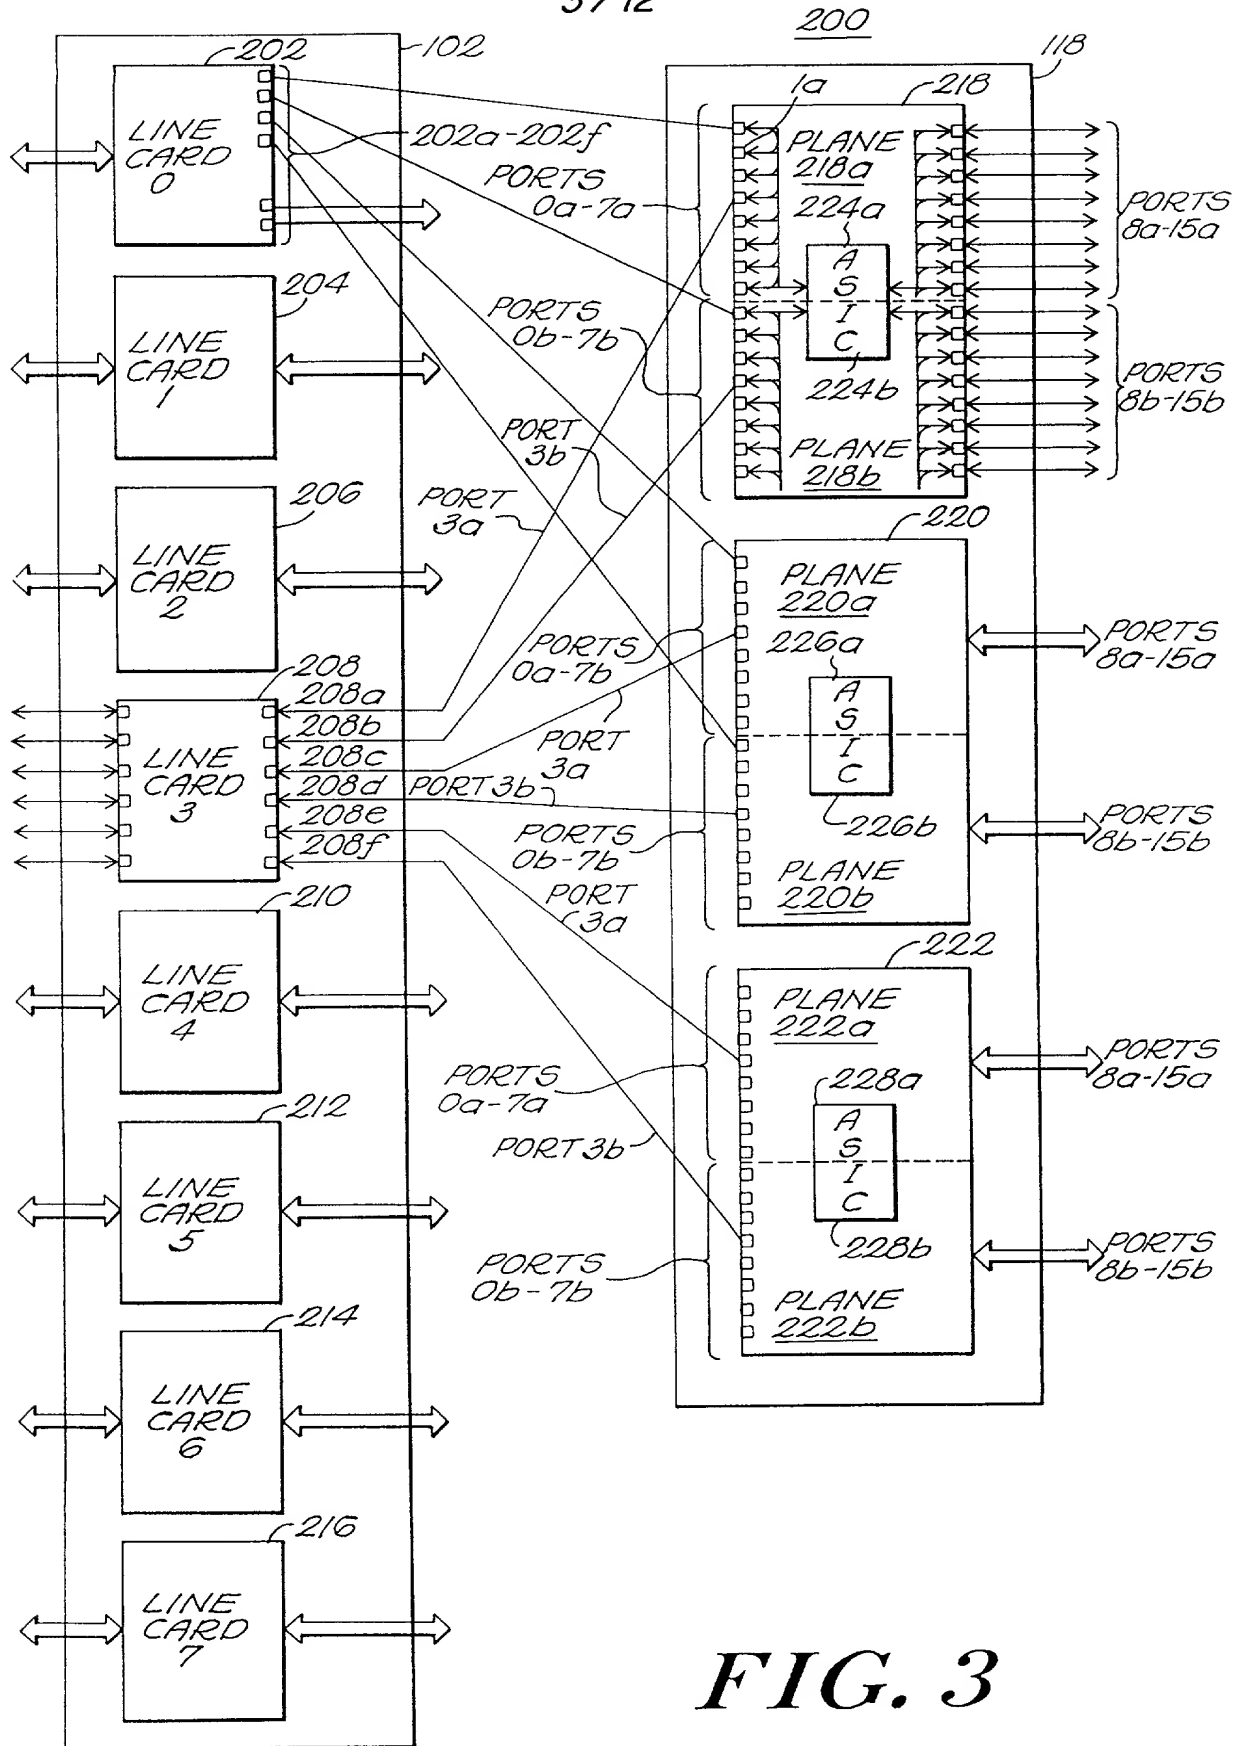 3/12
200
102
202
LINE
CARD
0
202a-202f
204
LINE
CARD
1
206
LINE
CARD
2
208
LINE
CARD
3
208a
208b
208c
208d
208e
208f
210
LINE
CARD
4
212
LINE
CARD
5
214
LINE
CARD
6
216
LINE
CARD
7
118
218
1a
PLANE
218a
224a
ASIC
224b
PLANE
218b
PORTS
0a-7a
PORTS
0b-7b
PORTS
8a-15a
PORTS
8b-15b
PORT
3b
PORT
3a
220
PLANE
220a
226a
ASIC
226b
PLANE
220b
PORTS
0a-7b
PORT
3a
PORT 3b
PORTS
0b-7b
PORTS
8a-15a
PORTS
8b-15b
PORT
3a
222
PLANE
222a
228a
ASIC
228b
PLANE
222b
PORTS
0a-7a
PORT 3b
PORTS
0b-7b
PORTS
8a-15a
PORTS
8b-15b
FIG. 3